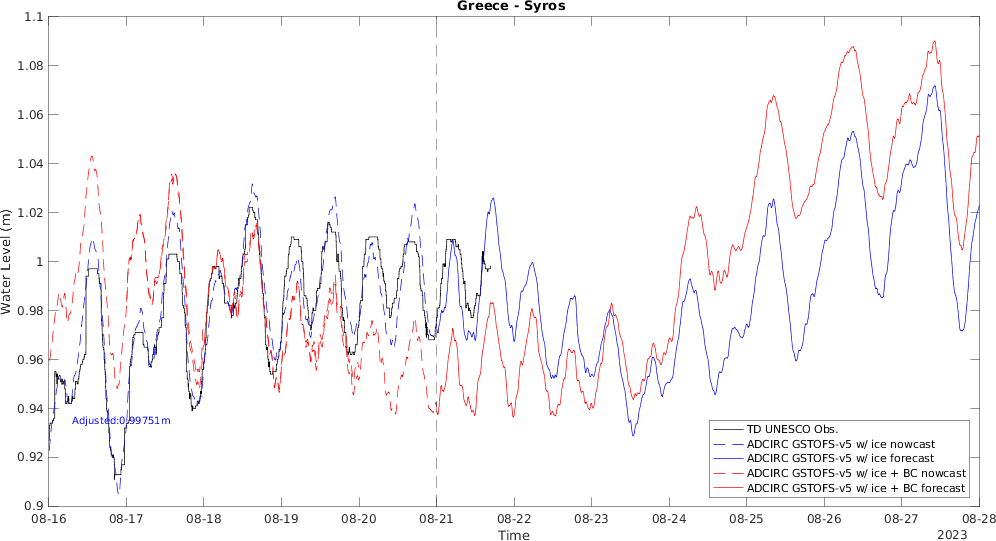 Greece - Syros
1.1
1.08
1.06
1.04
1.02
1
0.98
0.96
0.94
0.92
0.9
Water Level (m)
Adjusted:0.99751m
TD UNESCO Obs.
ADCIRC GSTOFS-v5 w/ ice nowcast
ADCIRC GSTOFS-v5 w/ ice forecast
ADCIRC GSTOFS-v5 w/ ice + BC nowcast
ADCIRC GSTOFS-v5 w/ ice + BC forecast
08-16 08-17 08-18 08-19 08-20 08-21 08-22 08-23 08-24 08-25 08-26 08-27 08-28
Time
2023